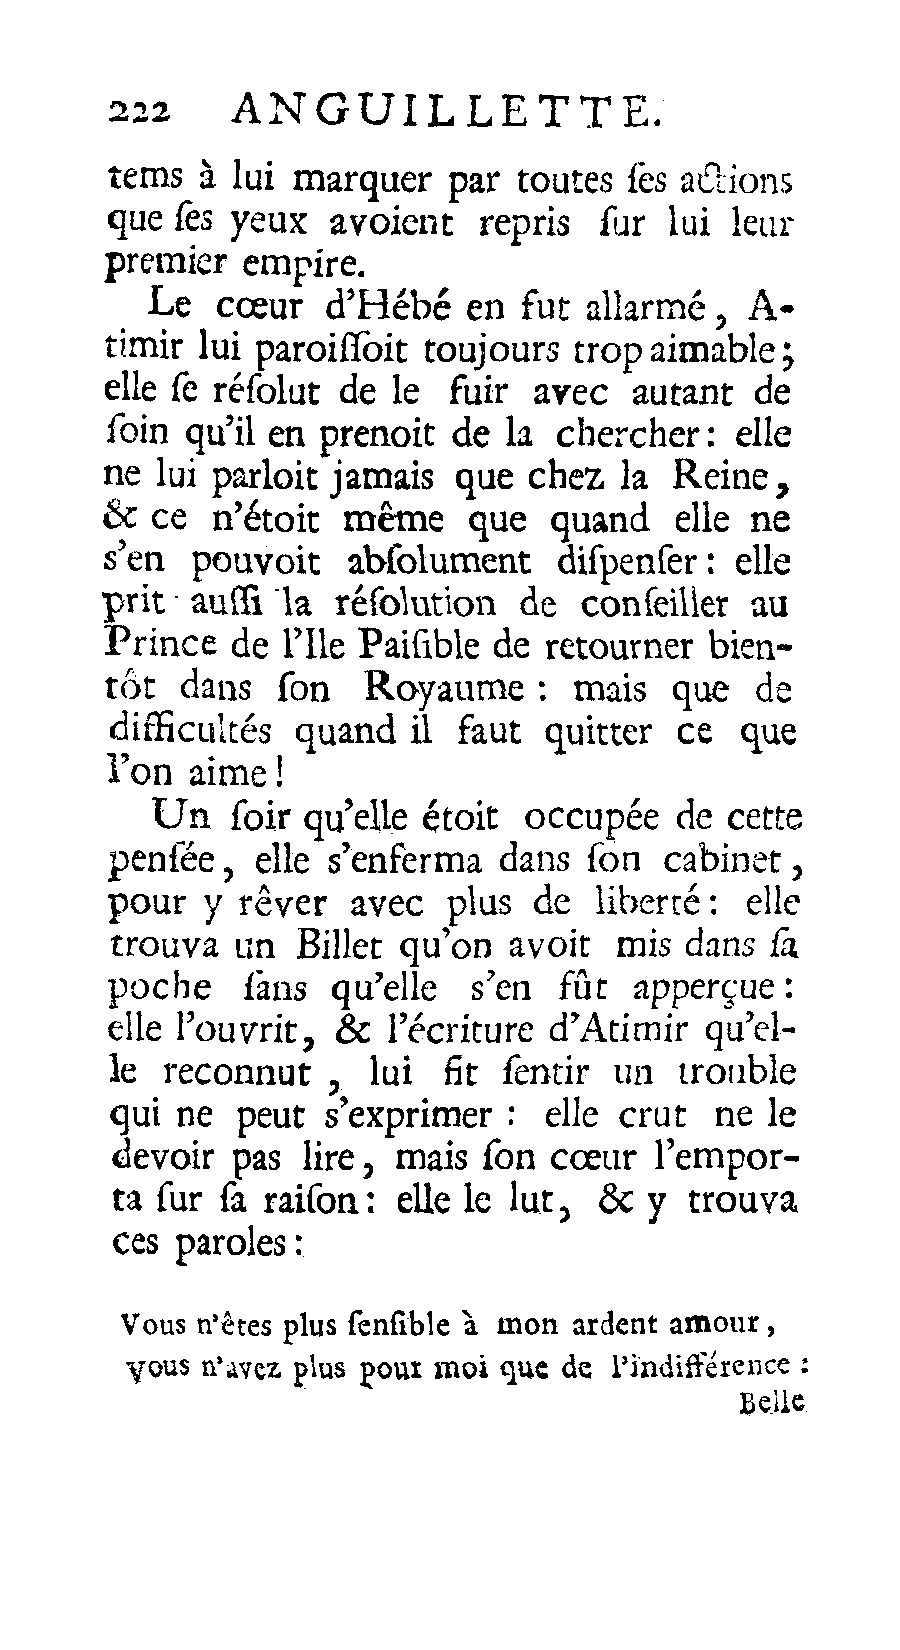 222 ANGUILLETTE.
tems à lui marquer par toutes ſes actions
que ſes yeux avoient repris ſur lui leur
premier empire.
Le cœur d'Hébé en fut allarmé, A-
timir lui paroiſſoit toujours trop aimable;
elle ſe réſolut de le fuir avec autant de
ſoin qu'il en prenoit de la chercher: elle
ne lui parloit jamais que chez la Reine,
& ce n'étoit même que quand elle ne
s'en pouvoit abſolument diſpenſer: elle
prit auſſi la réſolution de conſeiller au
Prince de l'Ile Paiſible de retourner bien-
tôt dans ſon Royaume : mais que de
difficultés quand il faut quitter ce que
l'on aime!
Un ſoir qu'elle étoit occupée de cette
penſée, elle s'enferma dans ſon cabinet,
pour y rêver avec plus de liberté: elle
trouva un Billet qu'on avoit mis dans ſa
poche ſans qu'elle s'en fût apperçue:
elle l'ouvrit, & l'écriture d'Atimir qu'el-
le reconnut, lui fit ſentir un trouble
qui ne peut s'exprimer : elle crut ne le
devoir pas lire, mais ſon cœur l'empor-
ta ſur ſa raiſon: elle le lut, & y trouva
ces paroles:
Vous n'êtes plus ſenſible à mon ardent amour,
vous n'avez plus pour moi que de l'indifférence :
Belle